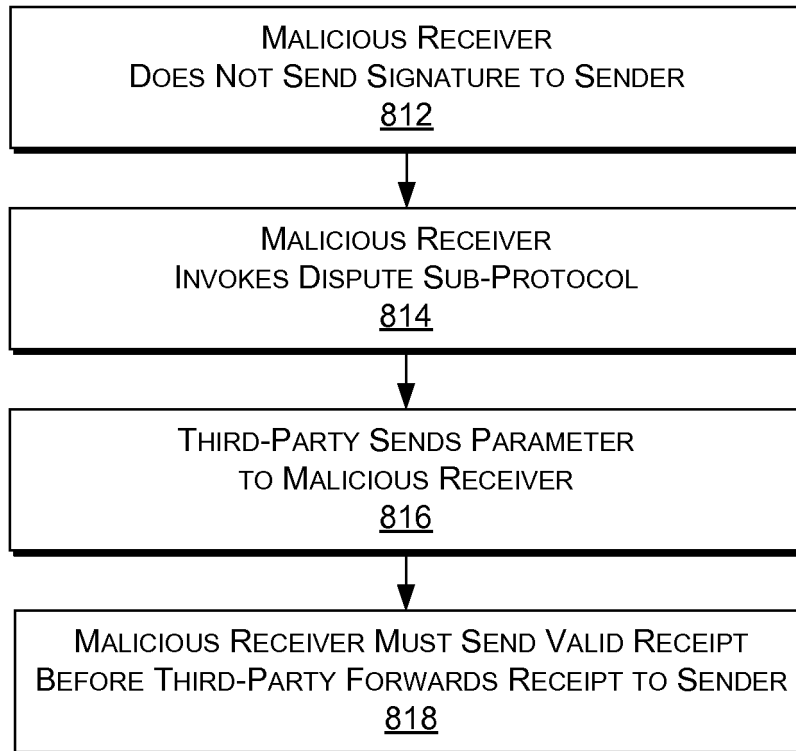 MALICIOUS RECEIVER
DOES NOT SEND SIGNATURE TO SENDER
812
MALICIOUS RECEIVER
INVOKES DISPUTE SUB-PROTOCOL
814
THIRD-PARTY SENDS PARAMETER
TO MALICIOUS RECEIVER
816
MALICIOUS RECEIVER MUST SEND VALID RECEIPT
BEFORE THIRD-PARTY FORWARDS RECEIPT TO SENDER
818